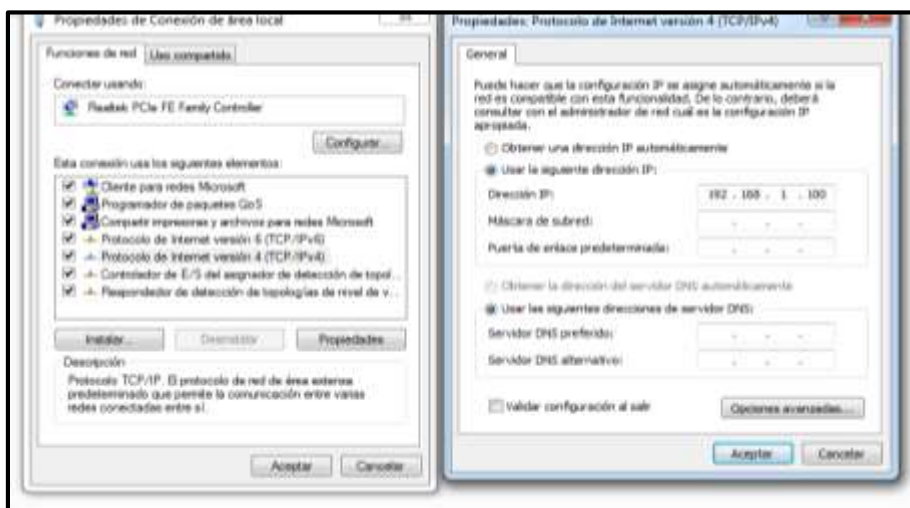 Propiedades de Conexión de área local
Funciones de red
Uso compartido
Conectar usando:
Realtek PCIe FE Family Controller
Configurar...
Esta conexión usa los siguientes elementos:
Cliente para redes Microsoft
Programador de paquetes QoS
Compartir impresoras y archivos para redes Microsoft
Protocolo de Internet versión 6 (TCP/IPv6)
Protocolo de Internet versión 4 (TCP/IPv4)
Controlador de E/S del asignador de detección de topol...
Respondedor de detección de topologías de nivel de v...
Instalar...
Desinstalar
Propiedades
Descripción
Protocolo TCP/IP. El protocolo de red de área extensa
predeterminado que permite la comunicación entre varias
redes conectadas entre sí.
Aceptar
Cancelar
Propiedades: Protocolo de Internet versión 4 (TCP/IPv4)
General
Puede hacer que la configuración IP se asigne automáticamente si la
red es compatible con esta funcionalidad. De lo contrario, deberá
consultar con el administrador de red cuál es la configuración IP
apropiada.
Obtener una dirección IP automáticamente
Usar la siguiente dirección IP:
Dirección IP:
192 . 168 . 1 . 100
Máscara de subred:
Puerta de enlace predeterminada:
Obtener la dirección del servidor DNS automáticamente
Usar las siguientes direcciones de servidor DNS:
Servidor DNS preferido:
Servidor DNS alternativo:
Validar configuración al salir
Opciones avanzadas...
Aceptar
Cancelar